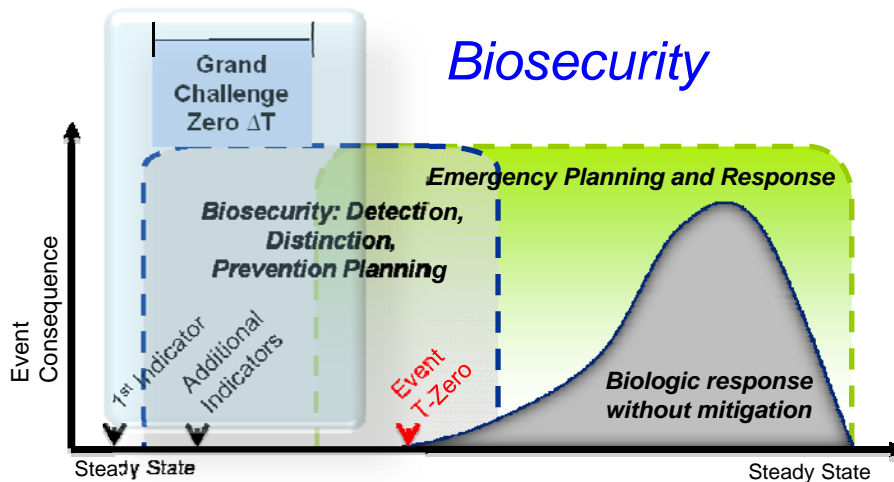 Biosecurity
Grand
Challenge
Zero ΔT
Emergency Planning and Response
Biosecurity: Detection,
Distinction,
Prevention Planning
Event
Consequence
1st Indicator
Additional
Indicators
Event
T-Zero
Biologic response
without mitigation
Steady State
Steady State